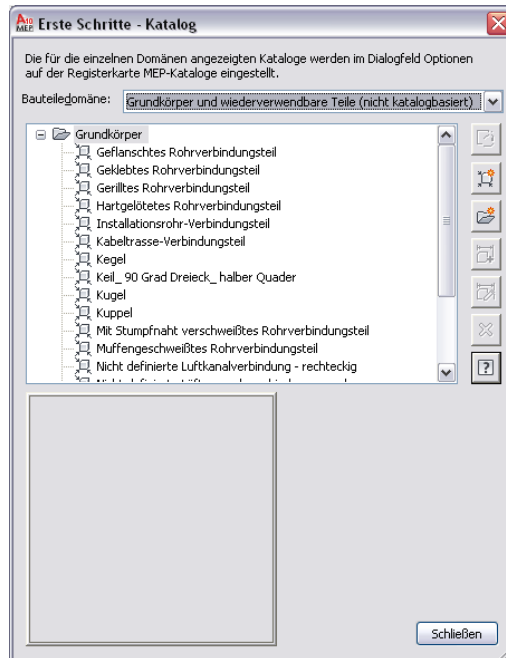 A10 MEP Erste Schritte - Katalog
Die für die einzelnen Domänen angezeigten Kataloge werden im Dialogfeld Optionen
auf der Registerkarte MEP-Kataloge eingestellt.
Bauteiledomäne: Grundkörper und wiederverwendbare Teile (nicht katalogbasiert)
Grundkörper
Geflanschtes Rohrverbindungsteil
Geklebtes Rohrverbindungsteil
Gerilltes Rohrverbindungsteil
Hartgelötetes Rohrverbindungsteil
Installationsrohr-Verbindungsteil
Kabeltrasse-Verbindungsteil
Kegel
Keil_ 90 Grad Dreieck_ halber Quader
Kugel
Kuppel
Mit Stumpfnaht verschweißtes Rohrverbindungsteil
Muffengeschweißtes Rohrverbindungsteil
Nicht definierte Luftkanalverbindung - rechteckig
?
Schließen